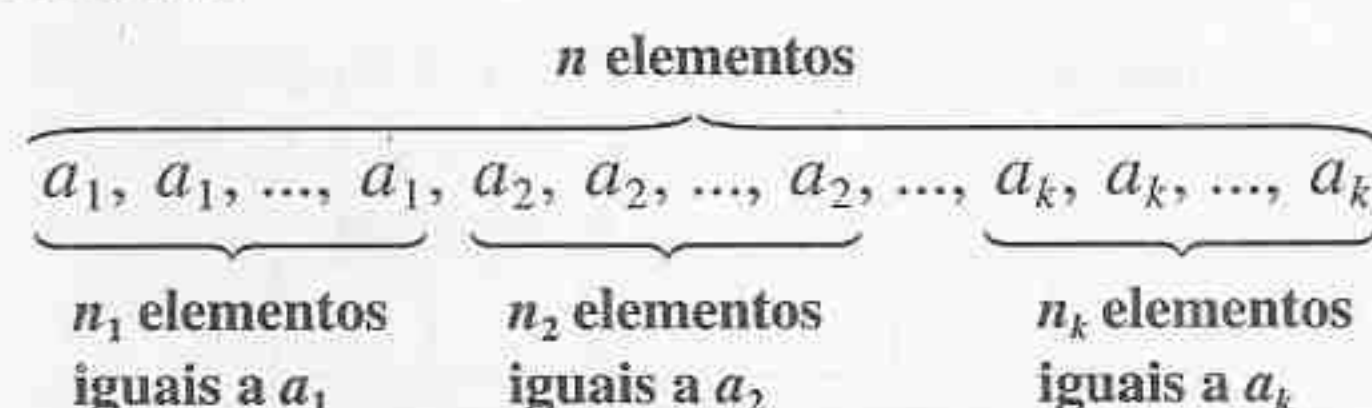 n elementos
a₁, a₁, ..., a₁, a₂, a₂, ..., a₂, ..., aₖ, aₖ, ..., aₖ
n₁ elementos n₂ elementos nₖ elementos
iguais a a₁ iguais a a₂ iguais a aₖ